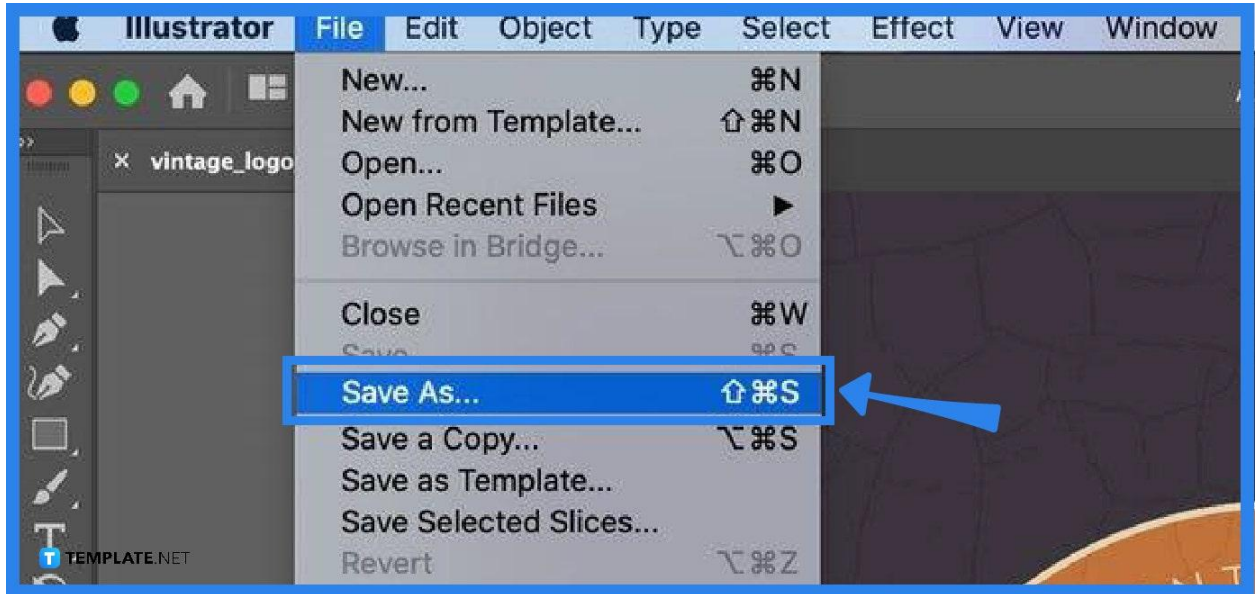 Illustrator File Edit Object Type Select Effect View Window
New... ⌘N
New from Template... ⇧⌘N
× vintage_logo
Open... ⌘O
Open Recent Files ▶
Browse in Bridge... ⌥⌘O
Close ⌘W
Save ⌘S
Save As... ⇧⌘S
Save a Copy... ⌥⌘S
Save as Template...
Save Selected Slices...
T TEMPLATE.NET
Revert ⌥⌘Z